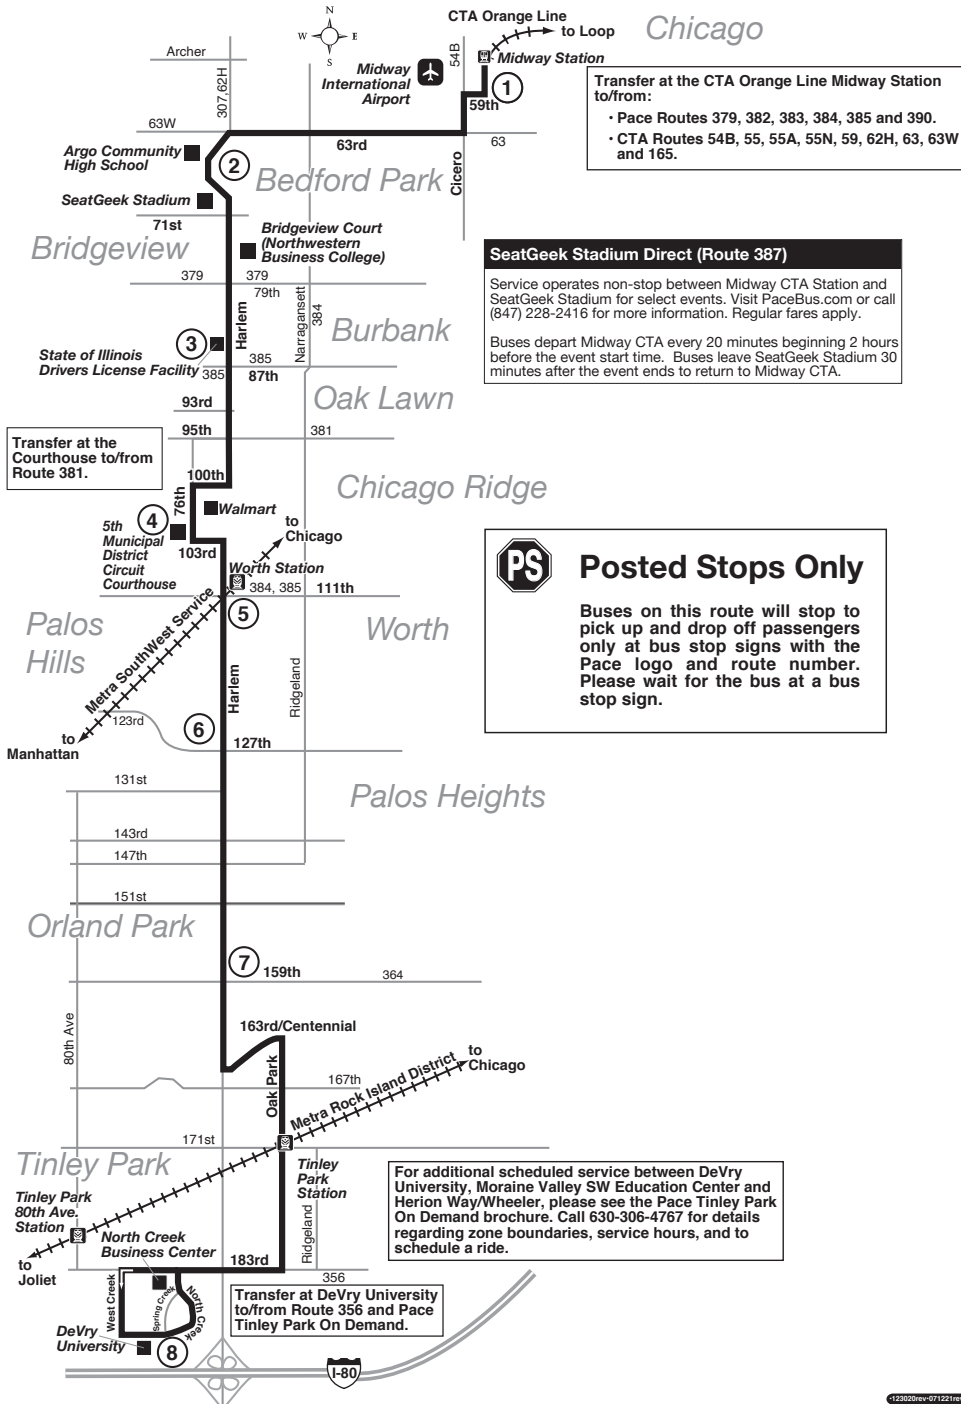 CTA Orange Line
to Loop
Chicago
N
W
E
S
Archer
307,62H
54B
Midway Station
Midway
International
Airport
1
59th
Transfer at the CTA Orange Line Midway Station
to/from:
• Pace Routes 379, 382, 383, 384, 385 and 390.
• CTA Routes 54B, 55, 55A, 55N, 59, 62H, 63, 63W
and 165.
63W
63rd
63
Cicero
Argo Community
High School
2
Bedford Park
SeatGeek Stadium
71st
Bridgeview
Bridgeview Court
(Northwestern
Business College)
SeatGeek Stadium Direct (Route 387)
Service operates non-stop between Midway CTA Station and
SeatGeek Stadium for select events. Visit PaceBus.com or call
(847) 228-2416 for more information. Regular fares apply.
Buses depart Midway CTA every 20 minutes beginning 2 hours
before the event start time.  Buses leave SeatGeek Stadium 30
minutes after the event ends to return to Midway CTA.
379
379
79th
Harlem
Narragansett
384
Burbank
3
State of Illinois
Drivers License Facility
385
385
87th
Oak Lawn
93rd
95th
381
Transfer at the
Courthouse to/from
Route 381.
100th
76th
Chicago Ridge
Walmart
4
5th
Municipal
District
Circuit
Courthouse
103rd
to
Chicago
Worth Station
384, 385
111th
5
Metra SouthWest Service
Palos
Hills
Worth
PS
Posted Stops Only
Buses on this route will stop to
pick up and drop off passengers
only at bus stop signs with the
Pace logo and route number.
Please wait for the bus at a bus
stop sign.
Harlem
Ridgeland
123rd
6
to
Manhattan
127th
131st
Palos Heights
143rd
147th
151st
Orland Park
7
159th
364
80th Ave
163rd/Centennial
Oak Park
Metra Rock Island District
to
Chicago
167th
171st
Tinley Park
Tinley
Park
Station
Ridgeland
Tinley Park
80th Ave.
Station
For additional scheduled service between DeVry
University, Moraine Valley SW Education Center and
Herion Way/Wheeler, please see the Pace Tinley Park
On Demand brochure. Call 630-306-4767 for details
regarding zone boundaries, service hours, and to
schedule a ride.
North Creek
Business Center
to
Joliet
183rd
356
West Creek
Spring Creek
North Creek
Transfer at DeVry University
to/from Route 356 and Pace
Tinley Park On Demand.
DeVry
University
8
I-80
•123020rev•071221rev